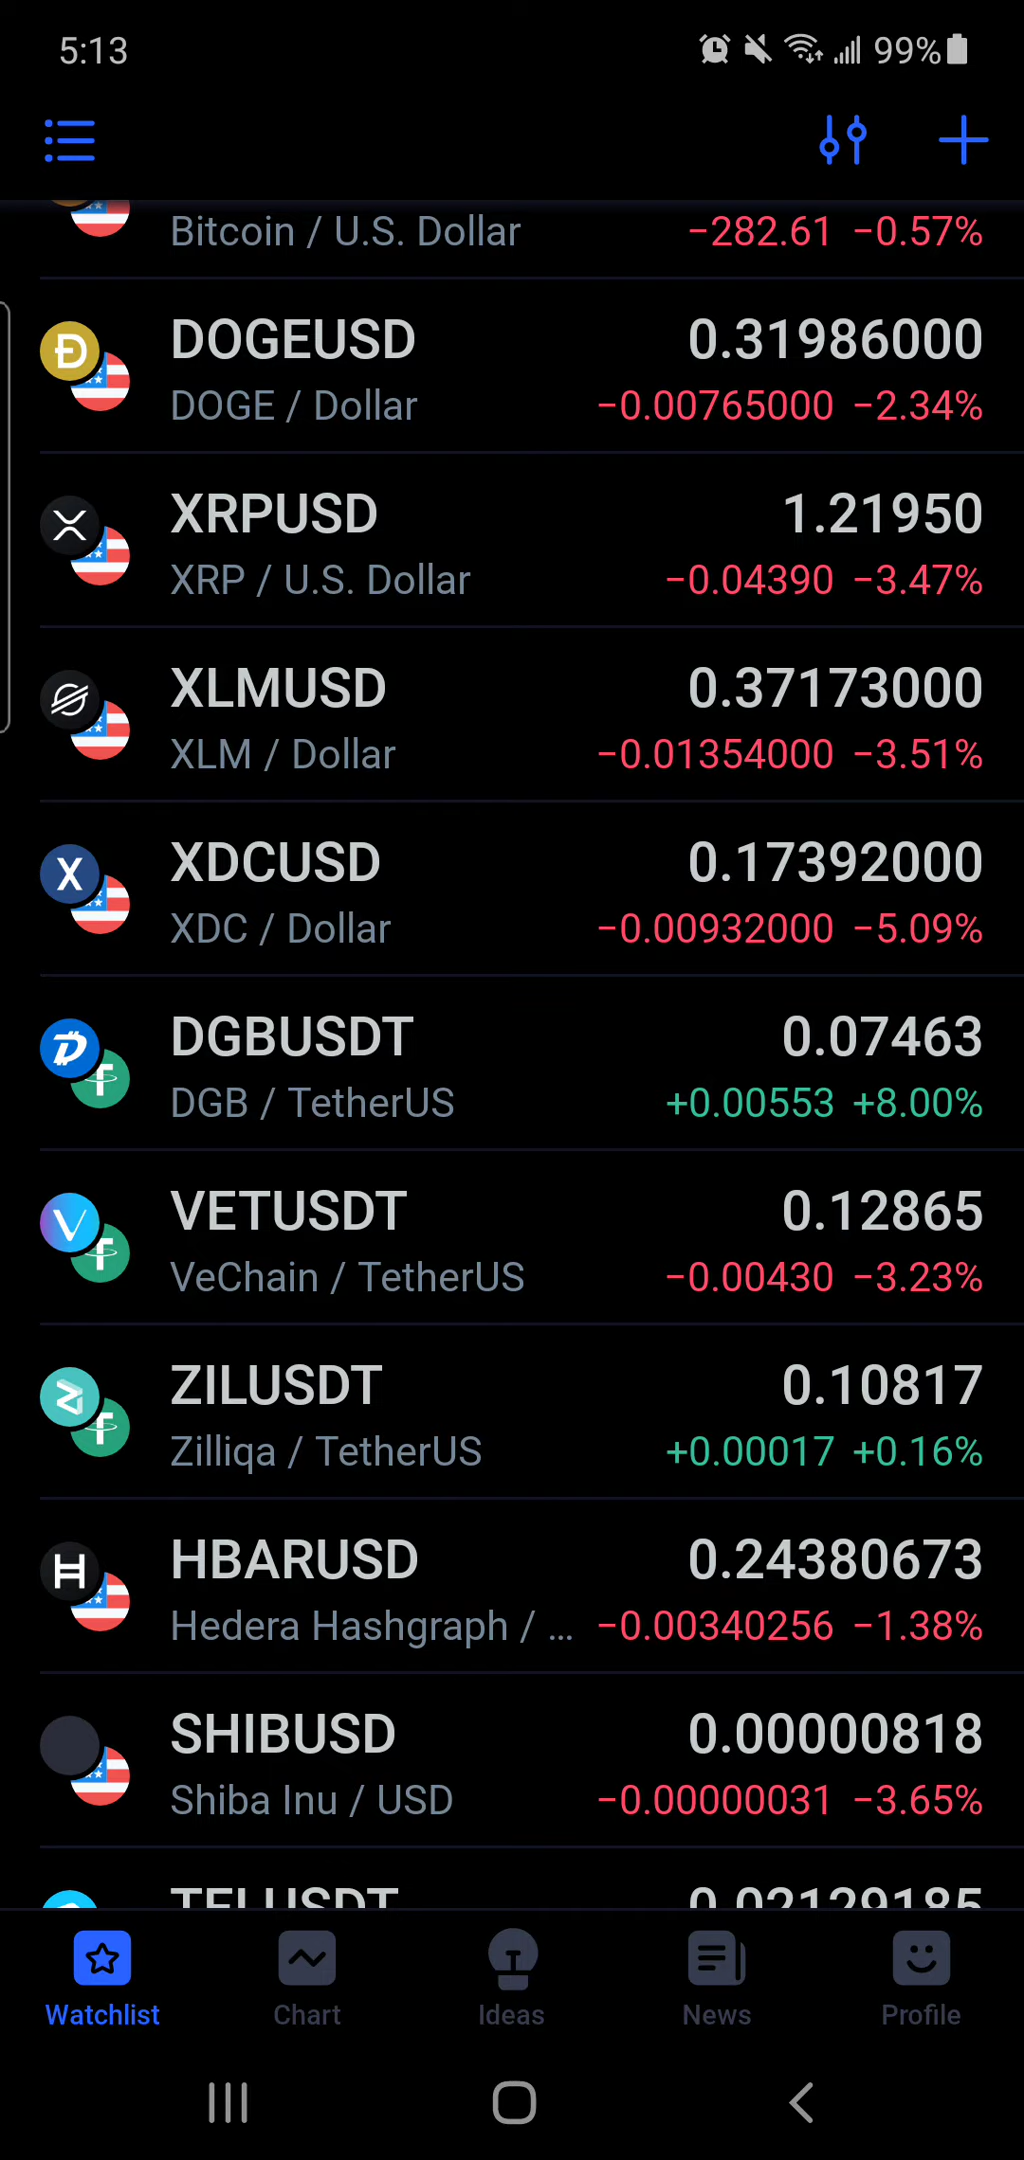 5:13 99%
Bitcoin / U.S. Dollar −282.61 −0.57%
DOGEUSD 0.31986000
DOGE / Dollar −0.00765000 −2.34%
XRPUSD 1.21950
XRP / U.S. Dollar −0.04390 −3.47%
XLMUSD 0.37173000
XLM / Dollar −0.01354000 −3.51%
XDCUSD 0.17392000
XDC / Dollar −0.00932000 −5.09%
DGBUSDT 0.07463
DGB / TetherUS +0.00553 +8.00%
VETUSDT 0.12865
VeChain / TetherUS −0.00430 −3.23%
ZILUSDT 0.10817
Zilliqa / TetherUS +0.00017 +0.16%
HBARUSD 0.24380673
Hedera Hashgraph / ... −0.00340256 −1.38%
SHIBUSD 0.00000818
Shiba Inu / USD −0.00000031 −3.65%
TELUSDT 0.02129185
Watchlist Chart Ideas News Profile